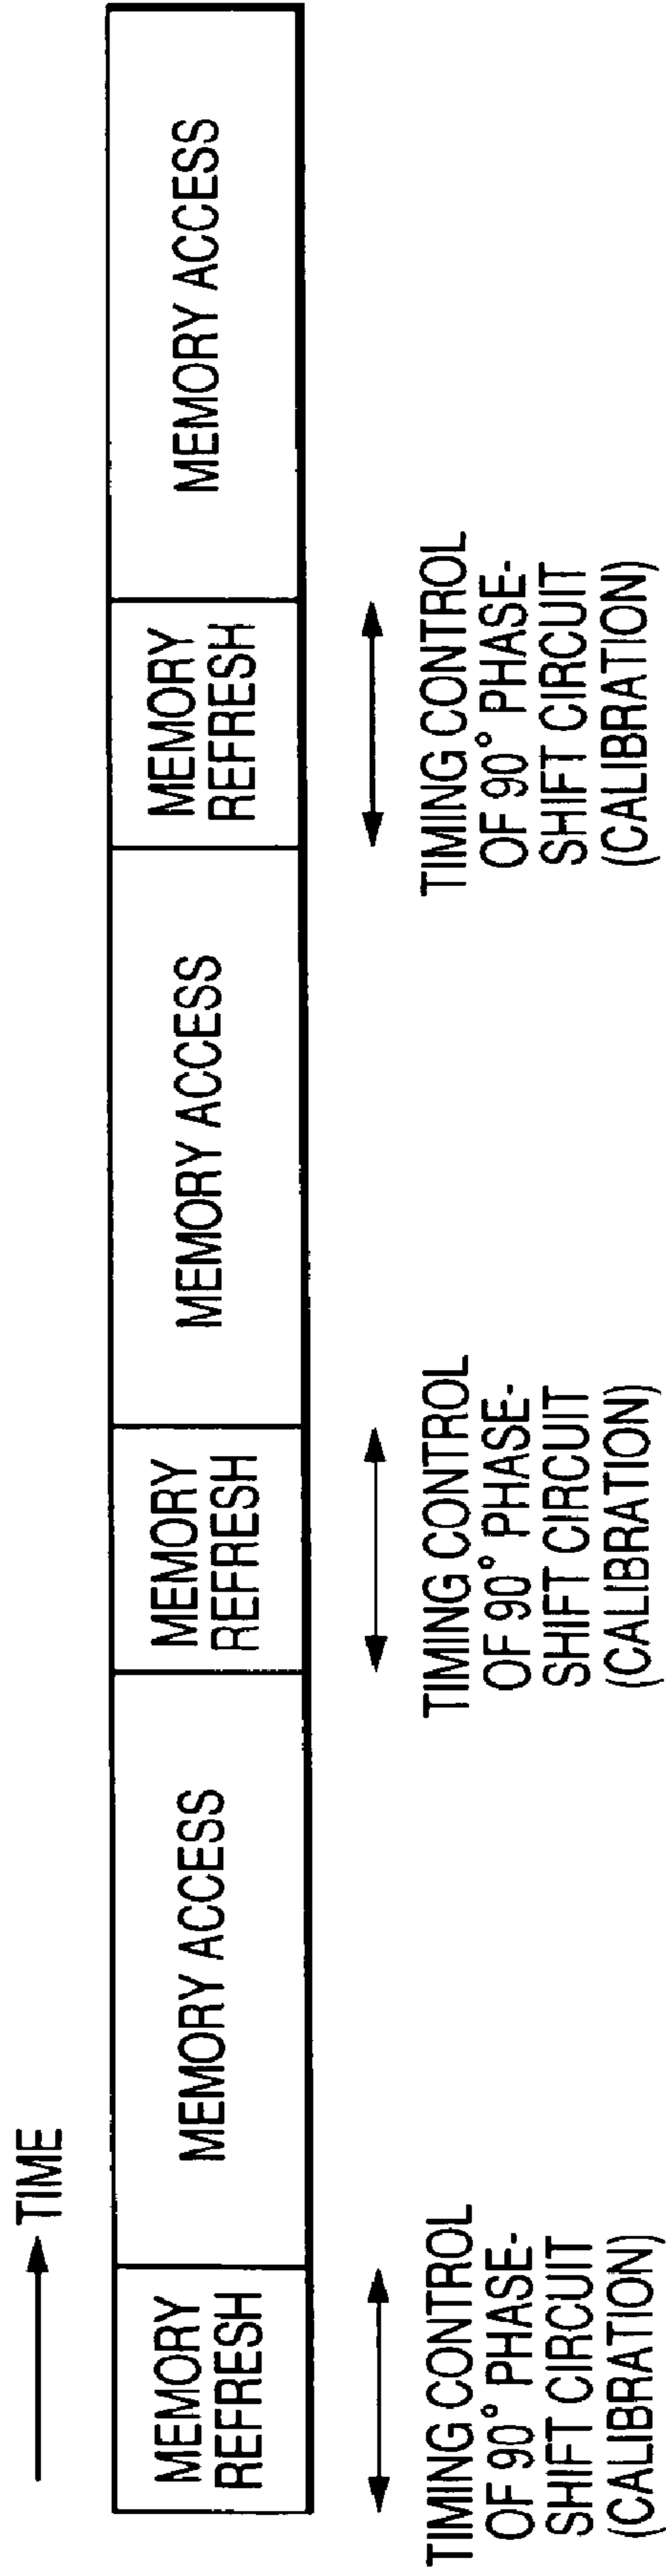 TIME
MEMORY
REFRESH
MEMORY ACCESS
MEMORY
REFRESH
MEMORY ACCESS
MEMORY
REFRESH
MEMORY ACCESS
TIMING CONTROL
OF 90° PHASE-
SHIFT CIRCUIT
(CALIBRATION)
TIMING CONTROL
OF 90° PHASE-
SHIFT CIRCUIT
(CALIBRATION)
TIMING CONTROL
OF 90° PHASE-
SHIFT CIRCUIT
(CALIBRATION)